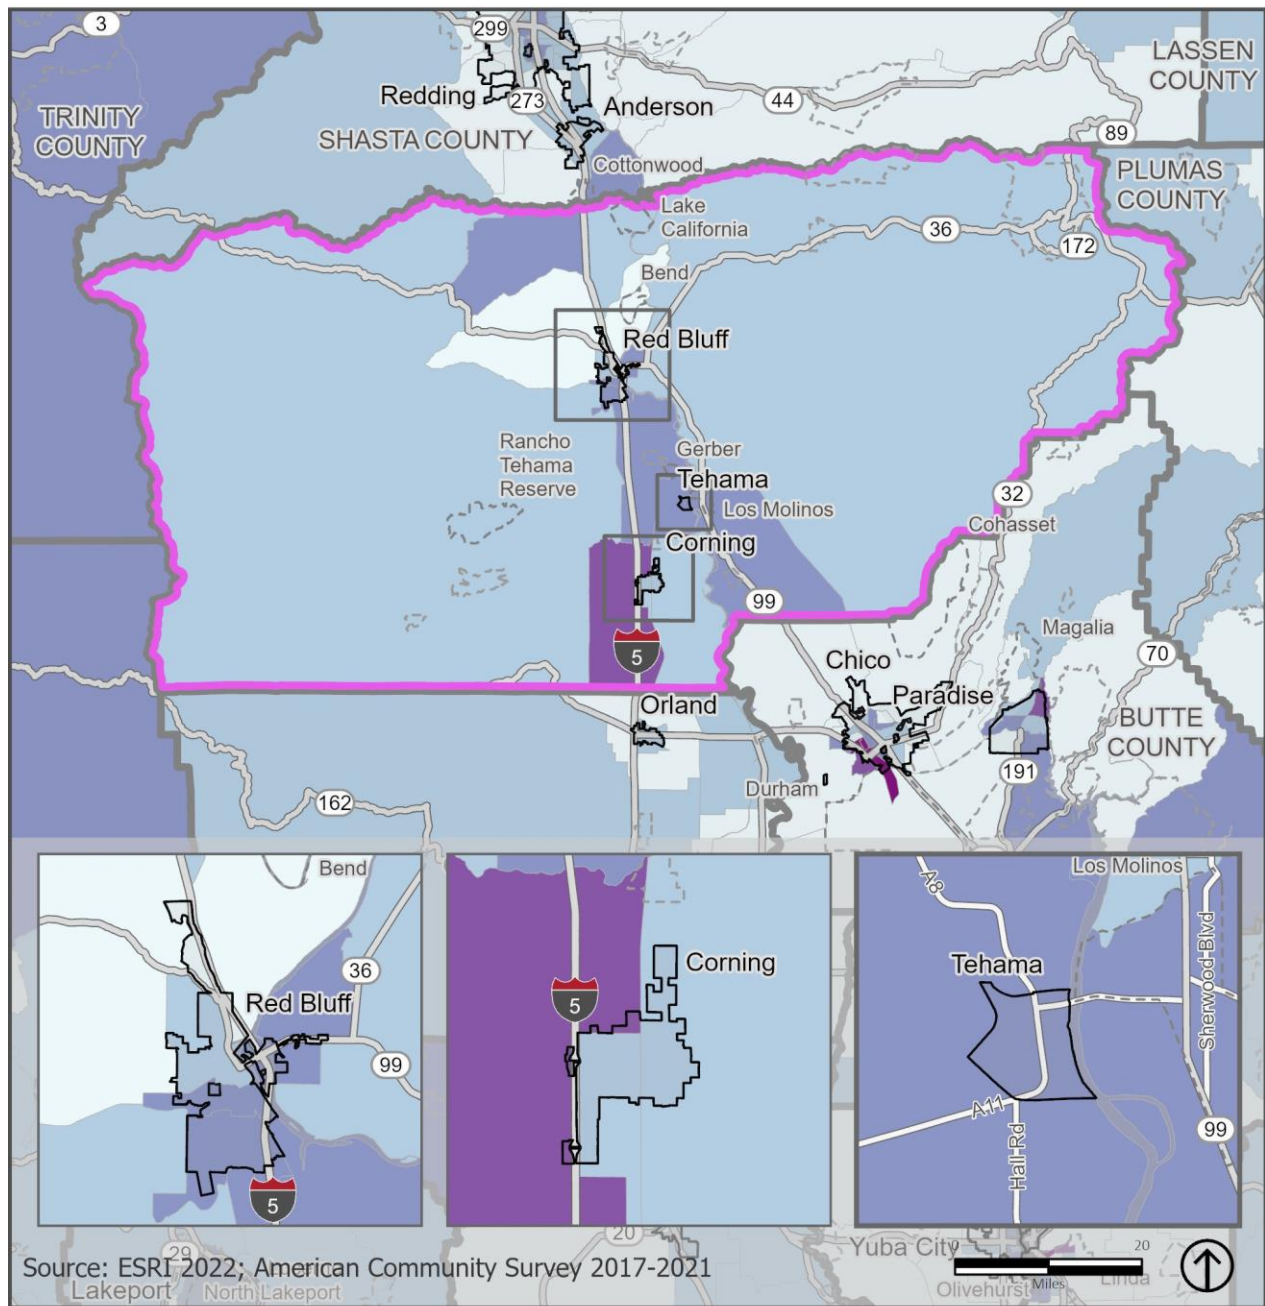 3
299
LASSEN
COUNTY
Redding
273
Anderson
44
TRINITY
COUNTY
SHASTA COUNTY
89
Cottonwood
PLUMAS
COUNTY
Lake
California
36
172
Bend
Red Bluff
Rancho
Tehama
Reserve
Gerber
Tehama
Los Molinos
32
Cohasset
Corning
99
5
Magalia
70
Chico
Paradise
Orland
BUTTE
COUNTY
191
Durham
162
Bend
36
Red Bluff
99
5
Corning
5
Los Molinos
A8
Tehama
Sherwood Blvd
A11
Hall Rd
99
20
29
Yuba City
0
20
Miles
Source: ESRI 2022; American Community Survey 2017-2021
Lakeport
North Lakeport
Olivehurst
Linda